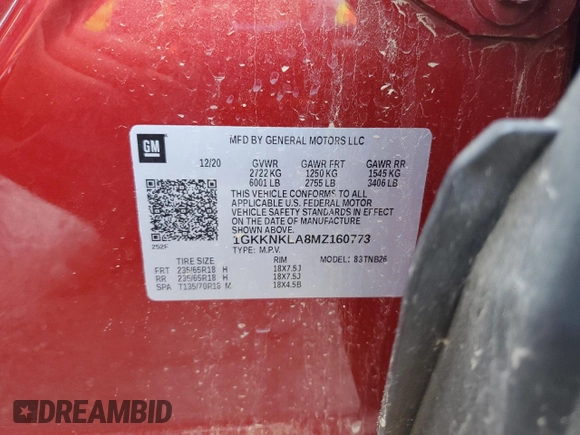 GM
MFD BY GENERAL MOTORS LLC
12/20 GVWR GAWR FRT GAWR RR
2722 KG 1250 KG 1545 KG
6001 LB 2755 LB 3406 LB
THIS VEHICLE CONFORMS TO ALL
APPLICABLE U.S. FEDERAL MOTOR
VEHICLE SAFETY STANDARDS IN EFFECT
ON THE DATE OF MANUFACTURE
SHOWN ABOVE.
252F
1GKKNKLA8MZ160773
TYPE: M.P.V. MODEL: 83TNB26
TIRE SIZE RIM
FRT 235/65R18 H 18X7.5J
RR 235/65R18 H 18X7.5J
SPA T135/70R18 M 18X4.5B
DREAMBID